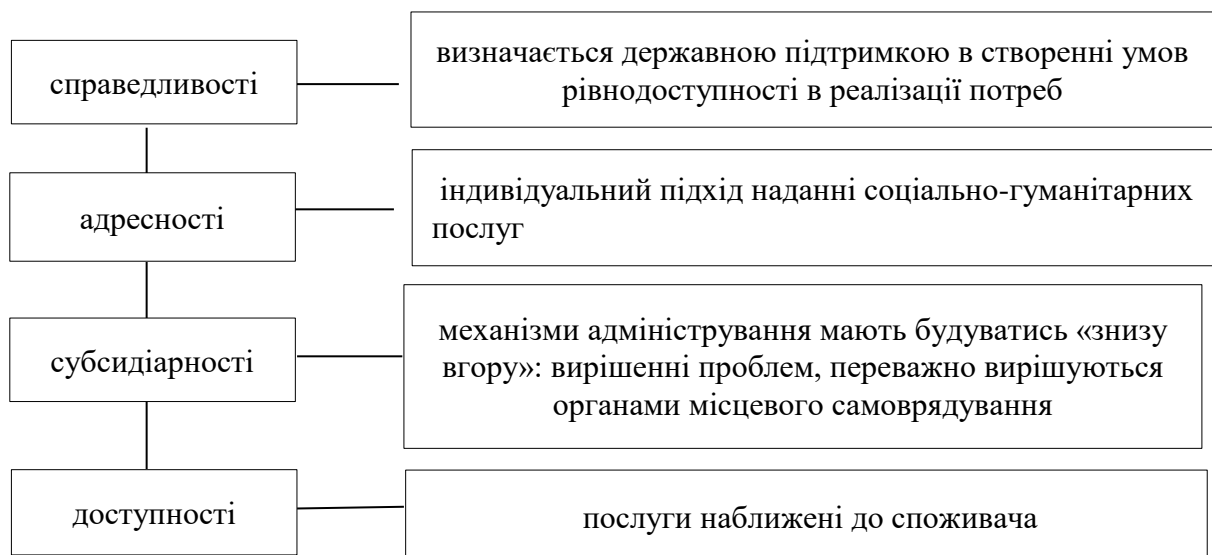 справедливості
визначається державною підтримкою в створенні умов
рівнодоступності в реалізації потреб
адресності
індивідуальний підхід наданні соціально-гуманітарних
послуг
субсидіарності
механізми адміністрування мають будуватись «знизу
вгору»: вирішенні проблем, переважно вирішуються
органами місцевого самоврядування
доступності
послуги наближені до споживача